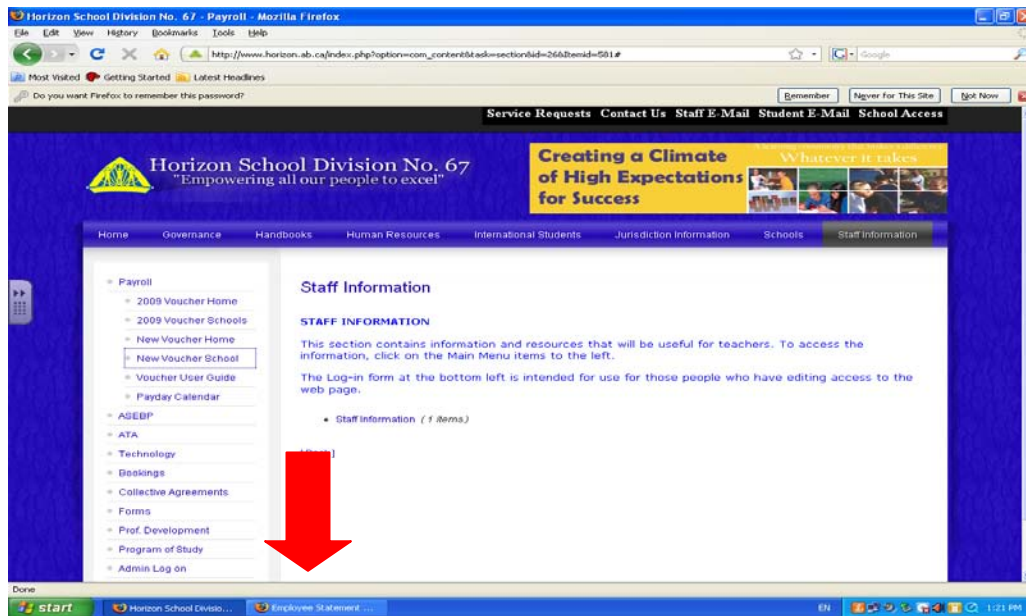 Horizon School Division No. 67 - Payroll - Mozilla Firefox
File Edit View History Bookmarks Tools Help
http://www.horizon.ab.ca/index.php?option=com_content&task=section&id=26&Itemid=581#
Google
Most Visited Getting Started Latest Headlines
Do you want Firefox to remember this password?
Remember Never for This Site Not Now
Service Requests Contact Us Staff E-Mail Student E-Mail School Access
Horizon School Division No. 67
"Empowering all our people to excel"
Creating a Climate
of High Expectations
for Success
Whatever it takes
Home Governance Handbooks Human Resources International Students Jurisdiction Information Schools Staff Information
Payroll
2009 Voucher Home
2009 Voucher Schools
New Voucher Home
New Voucher School
Voucher User Guide
Payday Calendar
ASEBP
ATA
Technology
Bookings
Collective Agreements
Forms
Prof. Development
Program of Study
Admin Log on
Staff Information
STAFF INFORMATION
This section contains information and resources that will be useful for teachers. To access the
information, click on the Main Menu items to the left.
The Log-in form at the bottom left is intended for use for those people who have editing access to the
web page.
Staff Information (1 items)
Done
start Horizon School Divisio... Employee Statement ... EN 1:21 PM